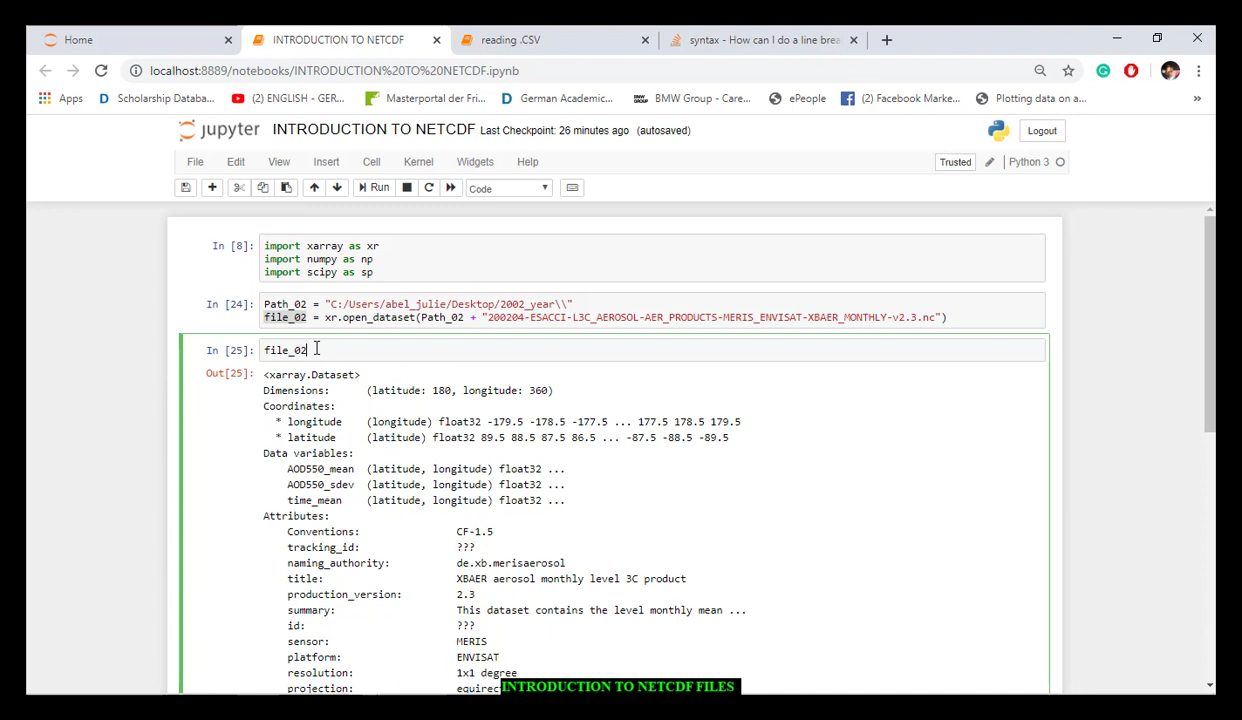 Home
INTRODUCTION TO NETCDF
reading .CSV
syntax - How can I do a line brea
localhost:8889/notebooks/INTRODUCTION%20TO%20NETCDF.ipynb
Apps
Scholarship Databa...
(2) ENGLISH - GER...
Masterportal der Fri...
German Academic...
BMW Group - Care...
ePeople
(2) Facebook Marke...
Plotting data on a...
jupyter INTRODUCTION TO NETCDF Last Checkpoint: 26 minutes ago (autosaved)
Logout
File Edit View Insert Cell Kernel Widgets Help
Trusted
Python 3
Run
Code
In [8]: import xarray as xr
import numpy as np
import scipy as sp
In [24]: Path_02 = "C:/Users/abel_julie/Desktop/2002_year\\"
file_02 = xr.open_dataset(Path_02 + "200204-ESACCI-L3C_AEROSOL-AER_PRODUCTS-MERIS_ENVISAT-XBAER_MONTHLY-v2.3.nc")
In [25]: file_02
Out[25]: <xarray.Dataset>
Dimensions: (latitude: 180, longitude: 360)
Coordinates:
* longitude (longitude) float32 -179.5 -178.5 -177.5 ... 177.5 178.5 179.5
* latitude (latitude) float32 89.5 88.5 87.5 86.5 ... -87.5 -88.5 -89.5
Data variables:
AOD550_mean (latitude, longitude) float32 ...
AOD550_sdev (latitude, longitude) float32 ...
time_mean (latitude, longitude) float32 ...
Attributes:
Conventions: CF-1.5
tracking_id: ???
naming_authority: de.xb.merisaerosol
title: XBAER aerosol monthly level 3C product
production_version: 2.3
summary: This dataset contains the level monthly mean ...
id: ???
sensor: MERIS
platform: ENVISAT
resolution: 1x1 degree
projection: equirec
INTRODUCTION TO NETCDF FILES